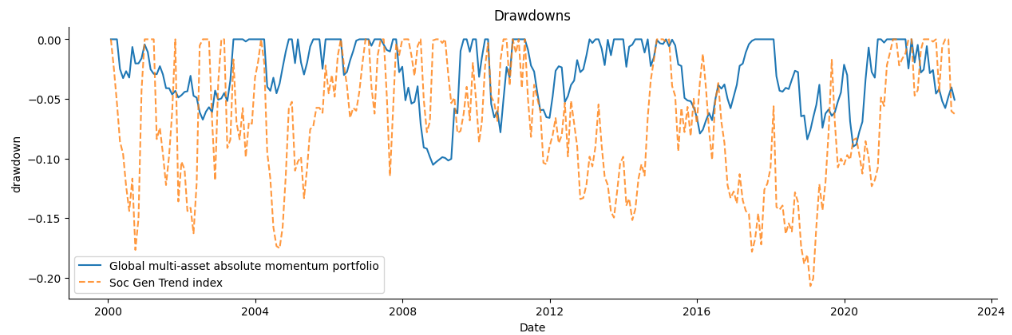 Drawdowns
drawdown
0.00
−0.05
−0.10
−0.15
−0.20
Global multi-asset absolute momentum portfolio
Soc Gen Trend index
2000 2004 2008 2012 2016 2020 2024
Date